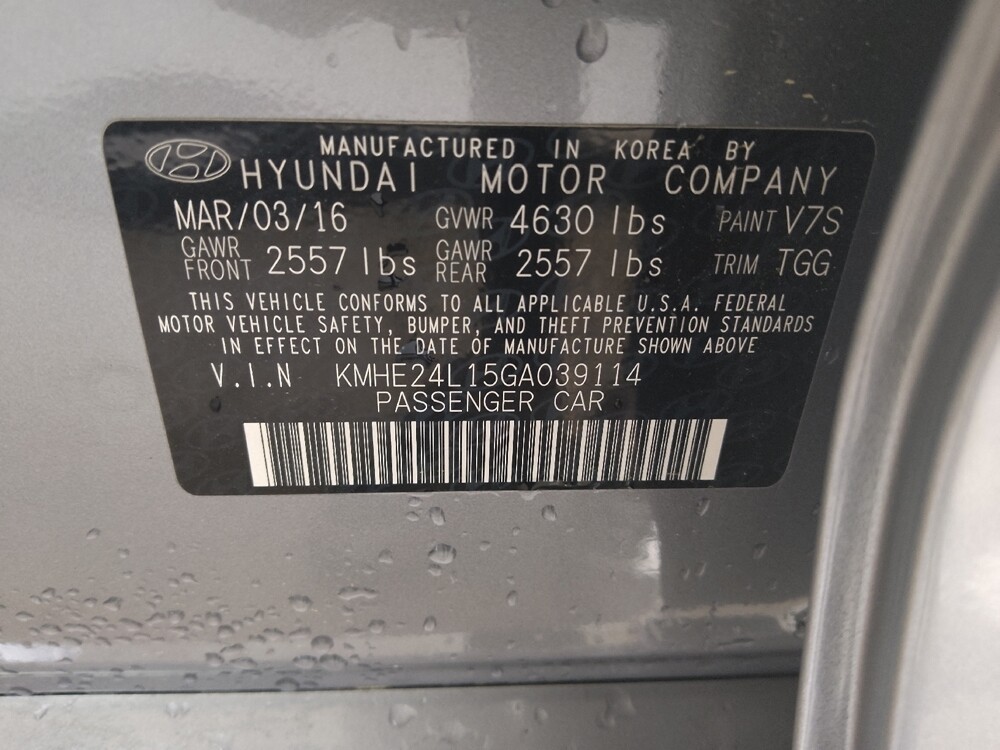 MANUFACTURED IN KOREA BY
HYUNDAI MOTOR COMPANY
MAR/03/16 GVWR 4630 lbs PAINT V7S
GAWR FRONT 2557 lbs GAWR REAR 2557 lbs TRIM TGG
THIS VEHICLE CONFORMS TO ALL APPLICABLE U.S.A. FEDERAL
MOTOR VEHICLE SAFETY, BUMPER, AND THEFT PREVENTION STANDARDS
IN EFFECT ON THE DATE OF MANUFACTURE SHOWN ABOVE
V.I.N KMHE24L15GA039114
PASSENGER CAR